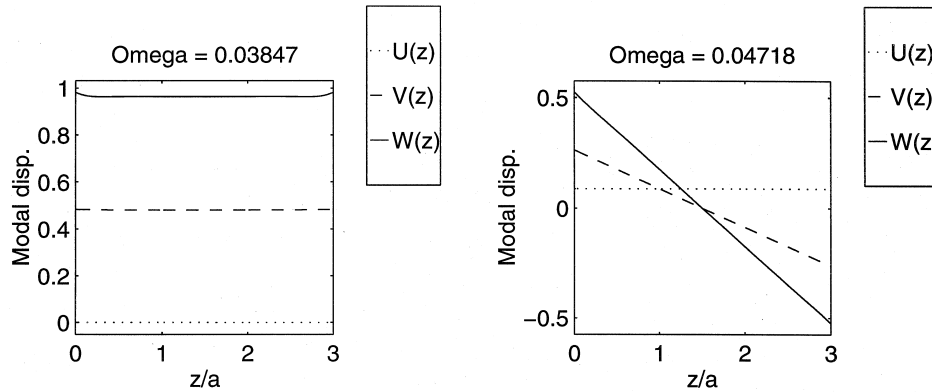 Omega = 0.03847
U(z)
V(z)
W(z)
1
0.8
0.6
0.4
0.2
0
Modal disp.
0
1
2
3
z/a
Omega = 0.04718
U(z)
V(z)
W(z
0.5
0
−0.5
Modal disp.
0
1
2
3
z/a